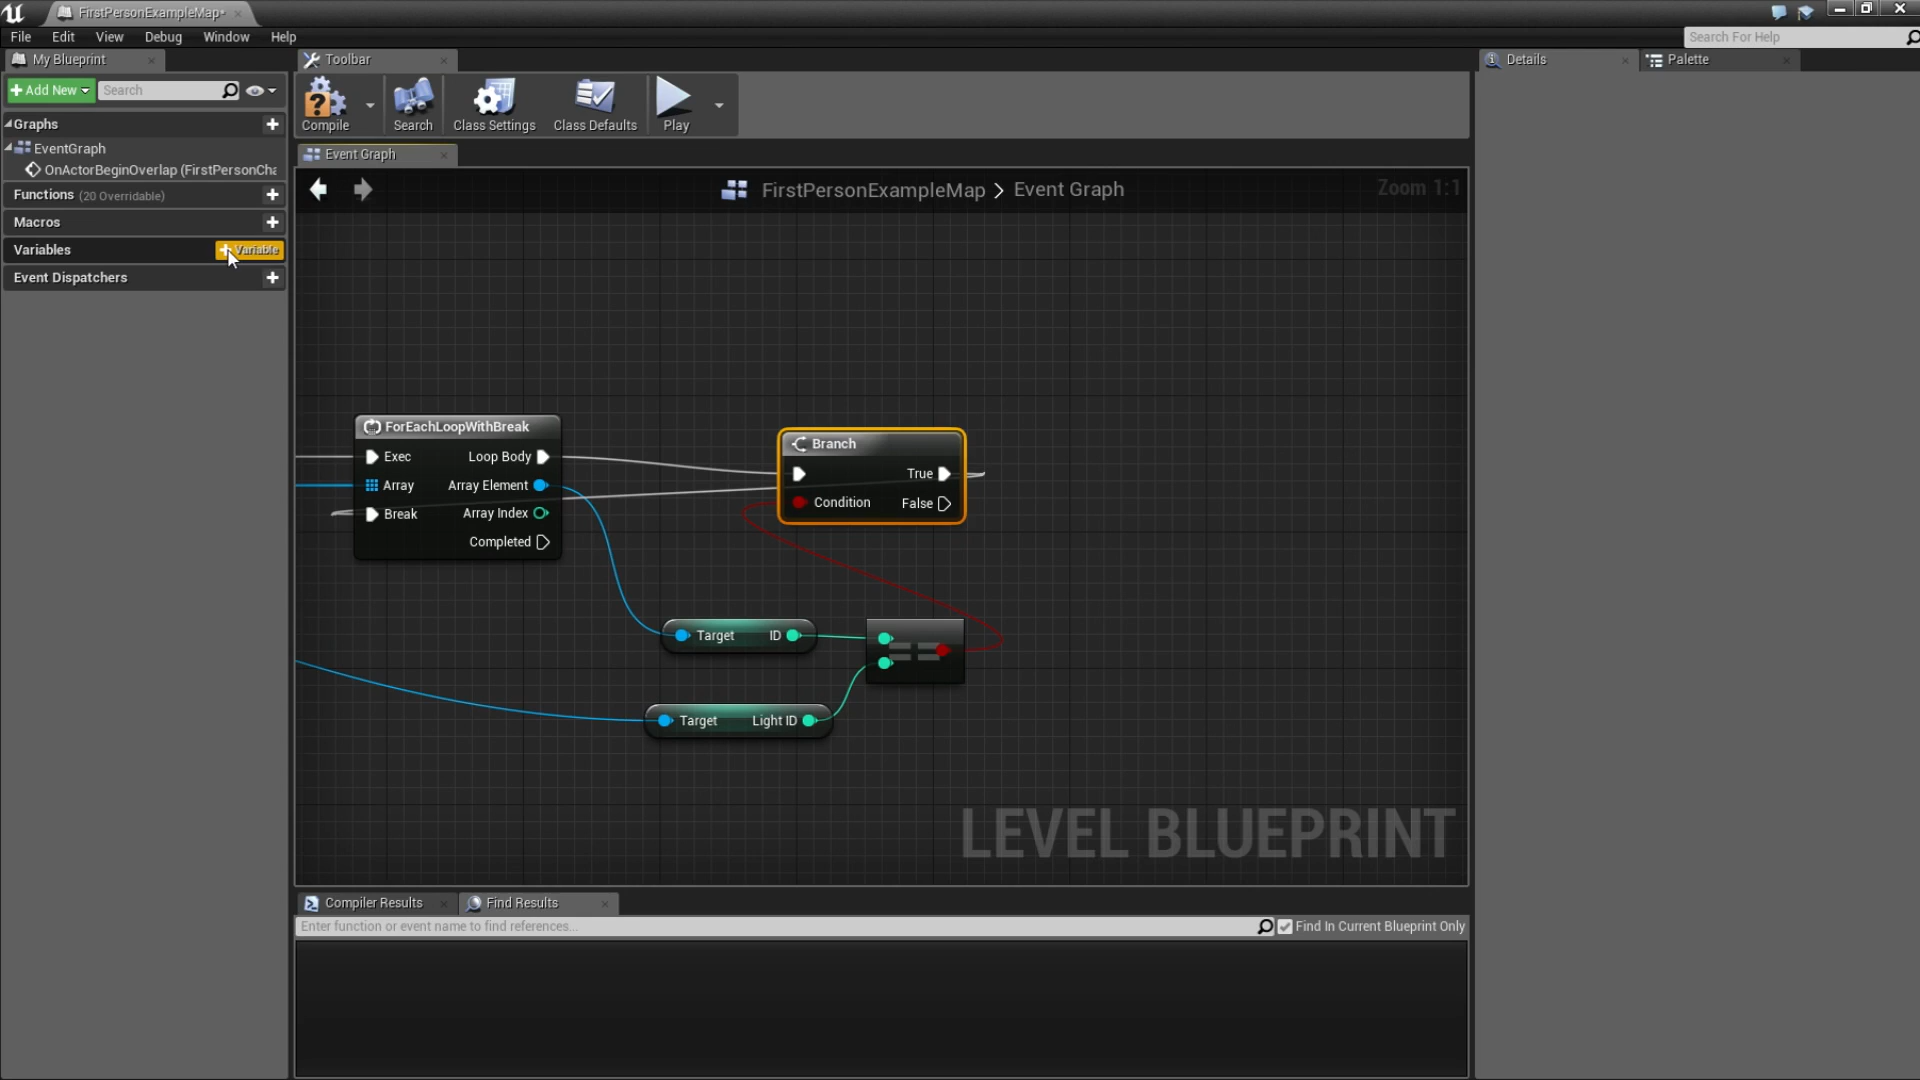 FirstPersonExampleMap*
File Edit View Debug Window Help
Search For Help
My Blueprint
Toolbar
Details
Palette
Add New
Search
Compile
Search
Class Settings
Class Defaults
Play
Graphs
EventGraph
OnActorBeginOverlap (FirstPersonCha
Functions (20 Overridable)
Macros
Variables
Variable
Event Dispatchers
Event Graph
FirstPersonExampleMap > Event Graph
Zoom 1:1
ForEachLoopWithBreak
Exec Loop Body
Array Array Element
Break Array Index
Completed
Branch
True
Condition False
Target ID
==
Target Light ID
LEVEL BLUEPRINT
Compiler Results
Find Results
Enter function or event name to find references...
Find In Current Blueprint Only